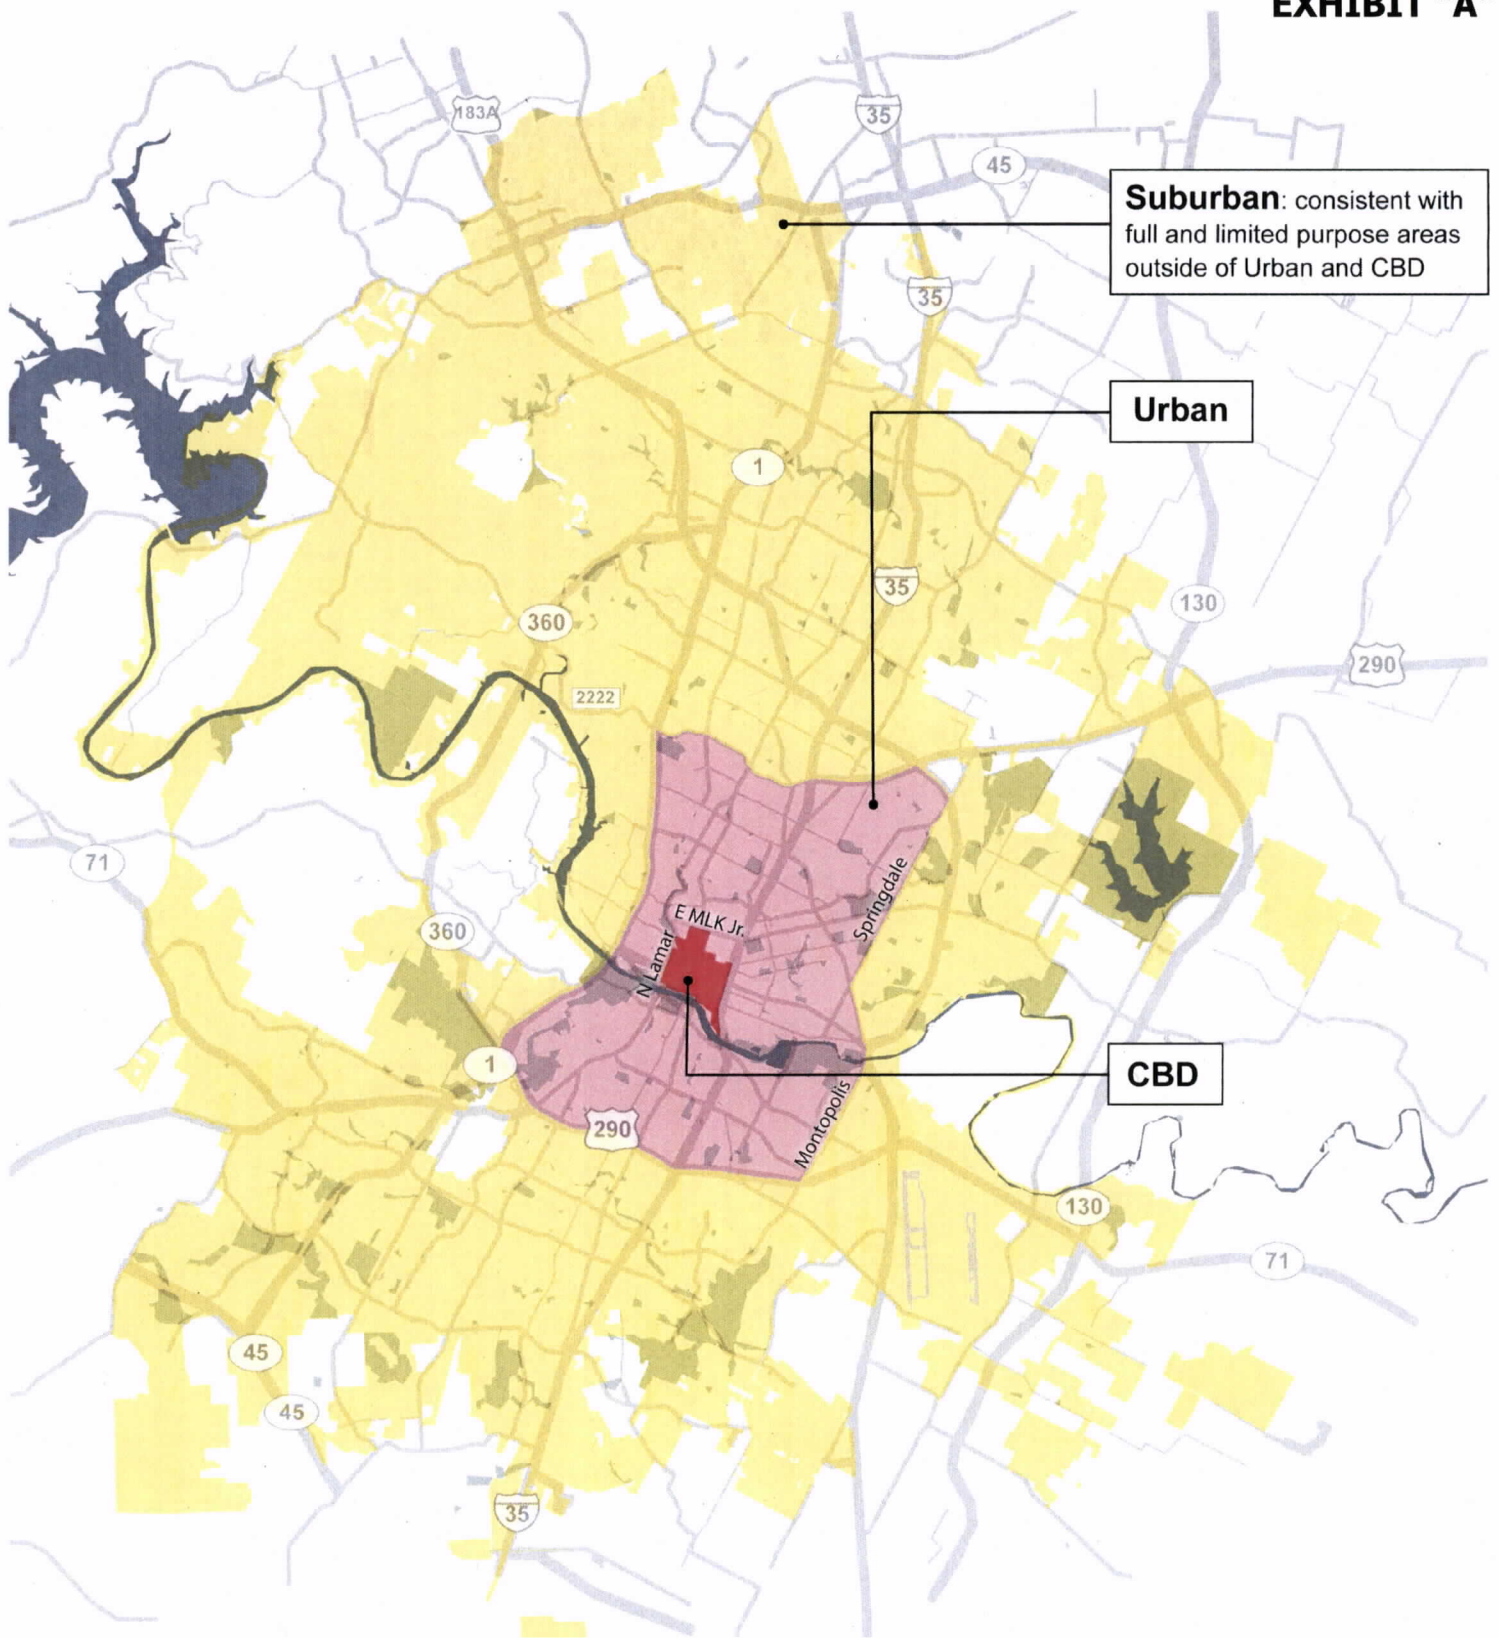 EXHIBIT "A"
183A
35
45
Suburban: consistent with
full and limited purpose areas
outside of Urban and CBD
35
Urban
1
35
130
360
290
2222
71
Springdale
E MLK Jr.
360
N Lamar
1
CBD
290
Montopolis
130
71
45
45
35